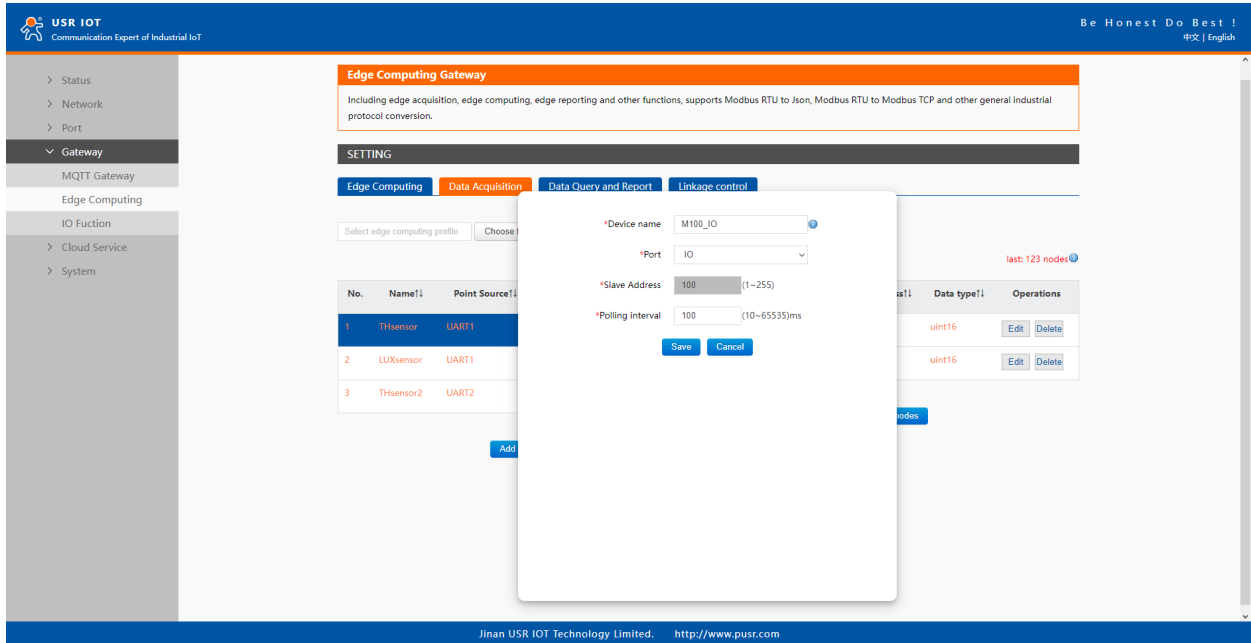 USR IOT
Communication Expert of Industrial IoT
Be Honest Do Best !
中文 | English
Status
Network
Port
Gateway
MQTT Gateway
Edge Computing
IO Fuction
Cloud Service
System
Edge Computing Gateway
Including edge acquisition, edge computing, edge reporting and other functions, supports Modbus RTU to Json, Modbus RTU to Modbus TCP and other general industrial
protocol conversion.
SETTING
Edge Computing Data Acquisition Data Query and Report Linkage control
Select edge computing profile Choose
last: 123 nodes
No. Name↑↓ Point Source↑↓ Data type↑↓ Operations
1 THsensor UART1 uint16 Edit Delete
2 LUXsensor UART1 uint16 Edit Delete
3 THsensor2 UART2
Add
*Device name M100_IO
*Port IO
*Slave Address 100 (1~255)
*Polling interval 100 (10~65535)ms
Save Cancel
Jinan USR IOT Technology Limited. http://www.pusr.com